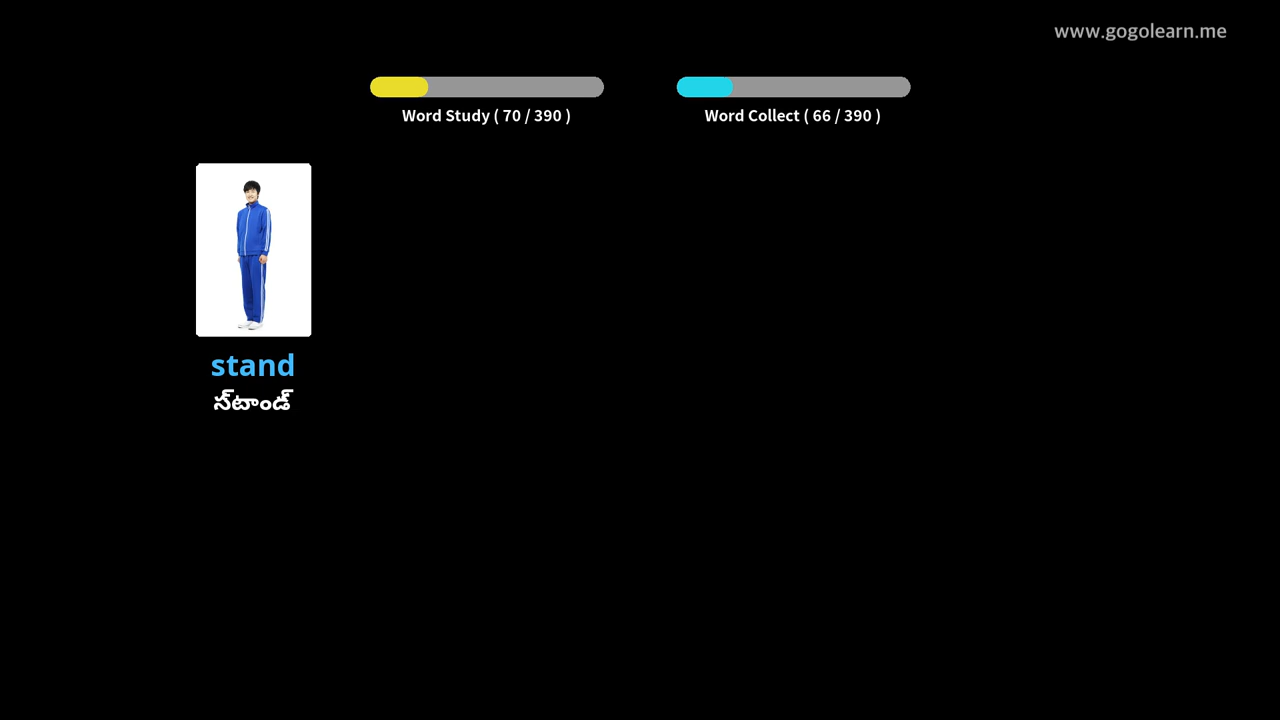 www.gogolearn.me
Word Study ( 70 / 390 )
Word Collect ( 66 / 390 )
stand
స్‌టాండ్